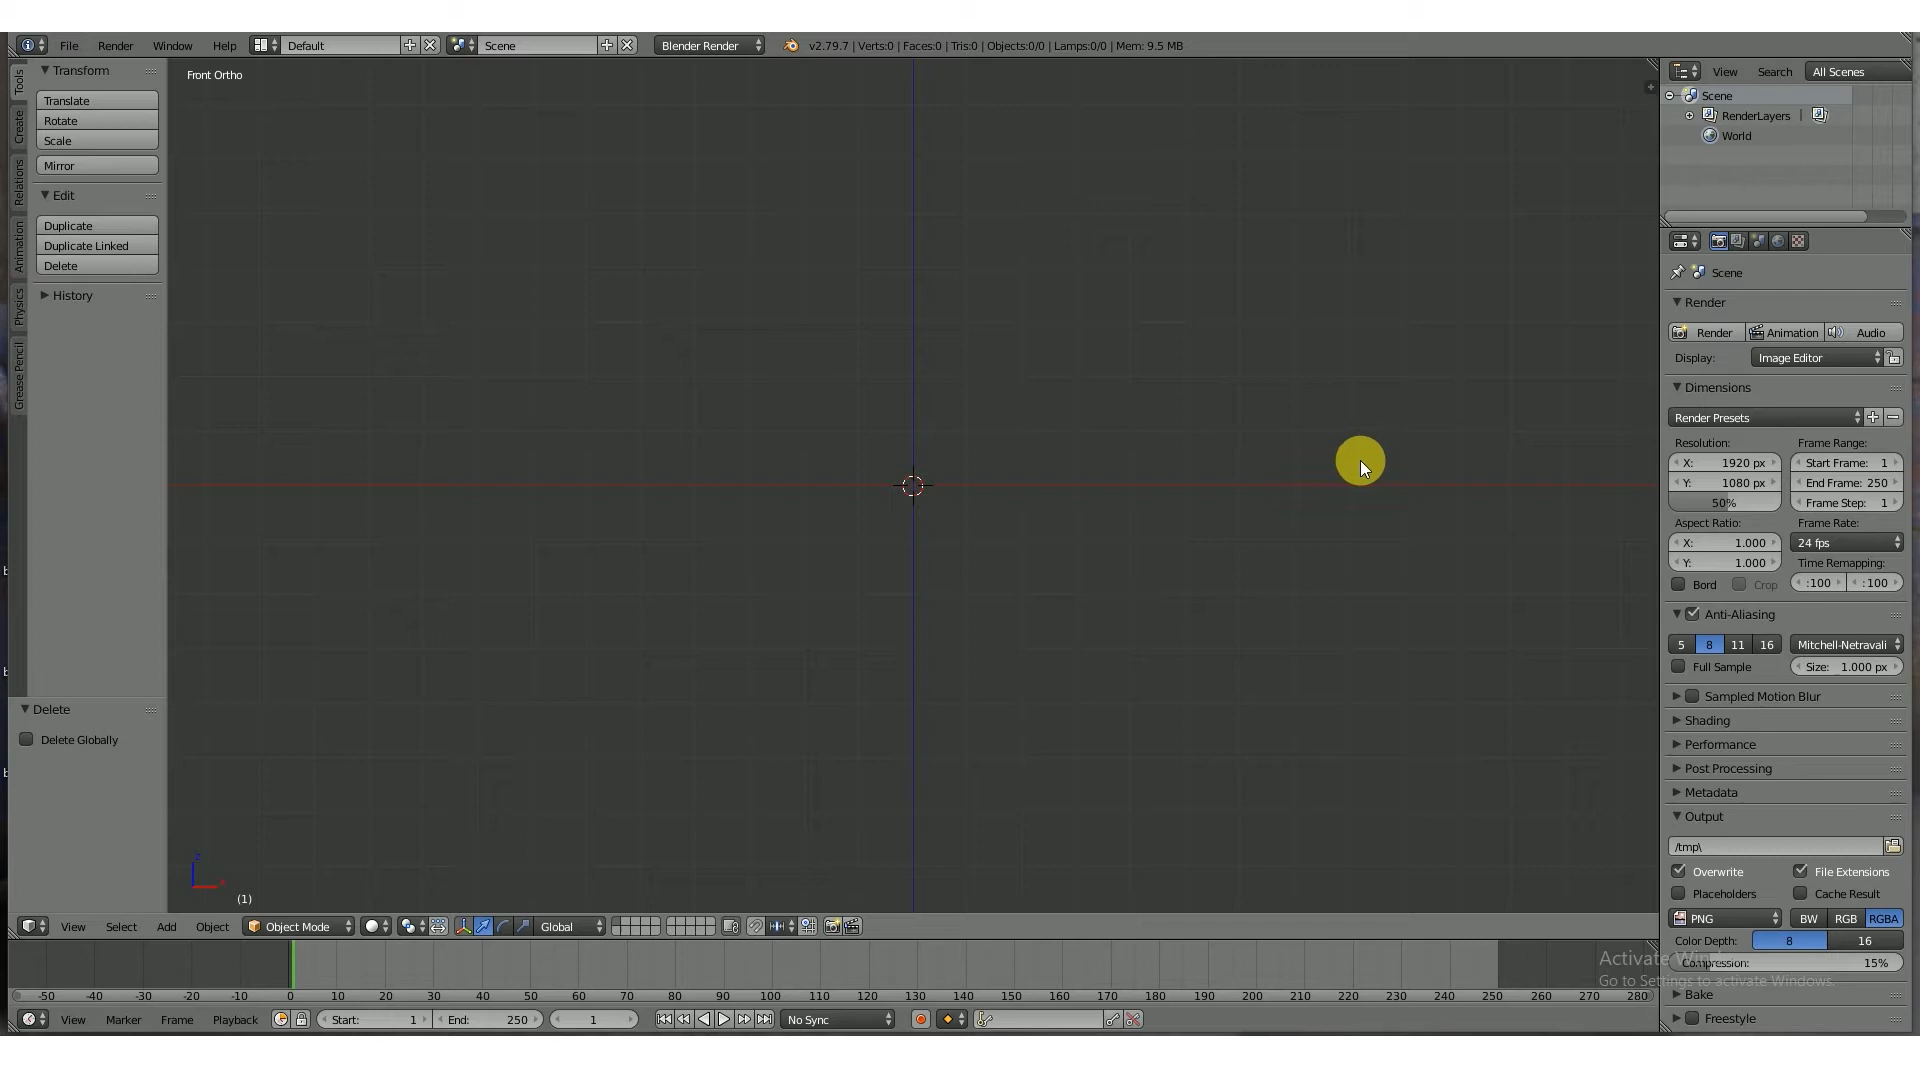 File Render Window Help Default Scene Blender Render v2.79.7 | Verts:0 | Faces:0 | Tris:0 | Objects:0/0 | Lamps:0/0 | Mem: 9.5 MB
Tools
Create
Relations
Animation
Physics
Grease Pencil
Transform
Translate
Rotate
Scale
Mirror
Edit
Duplicate
Duplicate Linked
Delete
History
Delete
Delete Globally
Front Ortho
z
x
(1)
View Search All Scenes
Scene
RenderLayers |
World
Scene
Render
Render Animation Audio
Display: Image Editor
Dimensions
Render Presets
Resolution: Frame Range:
X: 1920 px Start Frame: 1
Y: 1080 px End Frame: 250
50% Frame Step: 1
Aspect Ratio: Frame Rate:
X: 1.000 24 fps
Y: 1.000 Time Remapping:
Bord Crop :100 :100
Anti-Aliasing
5 8 11 16 Mitchell-Netravali
Full Sample Size: 1.000 px
Sampled Motion Blur
Shading
Performance
Post Processing
Metadata
Output
/tmp\
Overwrite File Extensions
Placeholders Cache Result
PNG BW RGB RGBA
Color Depth: 8 16
Compression: 15%
Bake
Freestyle
Activate Win
Go to Settings to activate Windows.
View Select Add Object Object Mode Global
-50 -40 -30 -20 -10 0 10 20 30 40 50 60 70 80 90 100 110 120 130 140 150 160 170 180 190 200 210 220 230 240 250 260 270 280
View Marker Frame Playback Start: 1 End: 250 1 No Sync